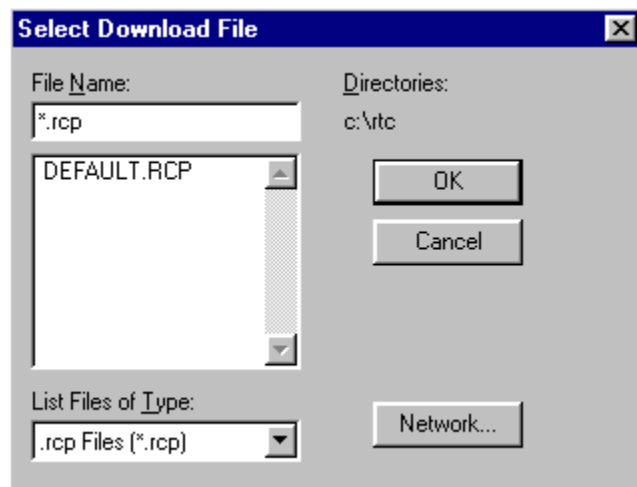 Select Download File
File Name:
*.rcp
DEFAULT.RCP
List Files of Type:
.rcp Files (*.rcp)
Directories:
c:\rtc
OK
Cancel
Network...